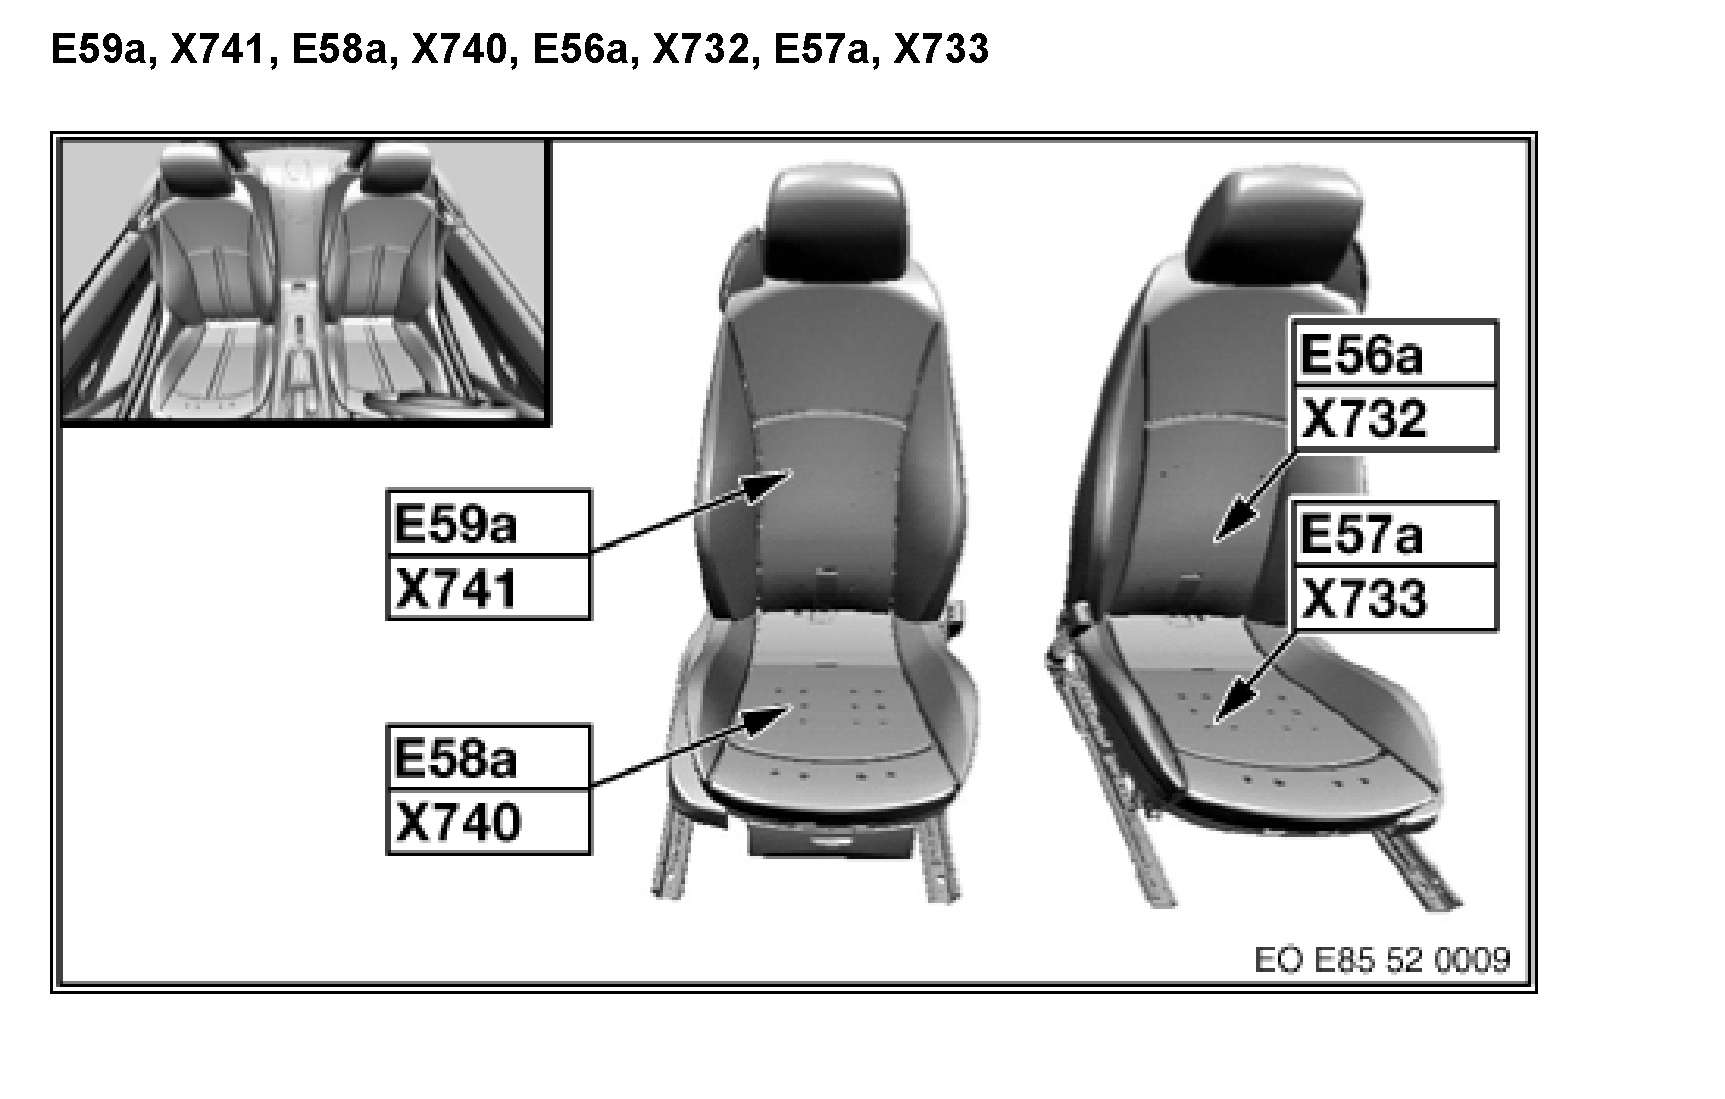 E59a, X741, E58a, X740, E56a, X732, E57a, X733
E56a
X732
E59a
X741
E57a
X733
E58a
X740
EO E85 52 0009